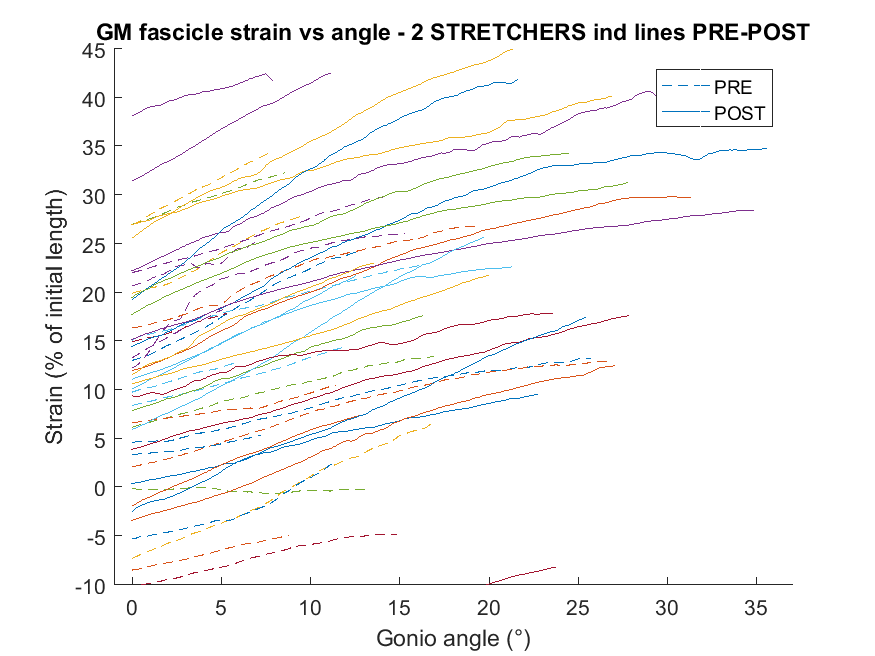 GM fascicle strain vs angle - 2 STRETCHERS ind lines PRE-POST
45
40
35
30
25
20
15
10
5
0
-5
-10
Strain (% of initial length)
PRE
POST
0 5 10 15 20 25 30 35
Gonio angle (°)